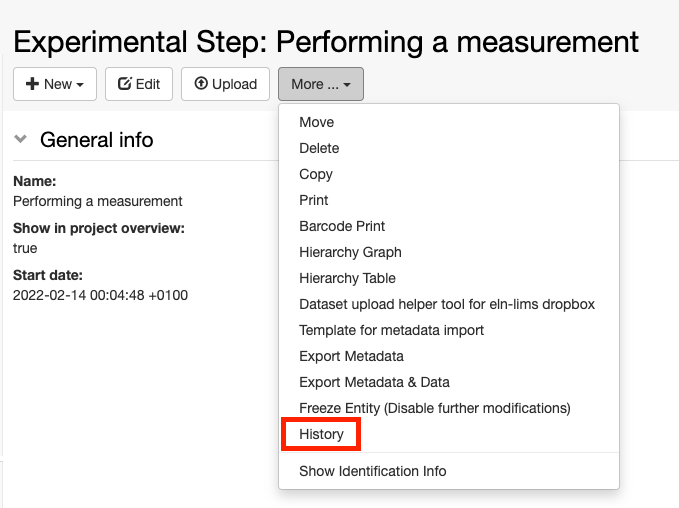 Experimental Step: Performing a measurement
New Edit Upload More ...
General info
Name:
Performing a measurement
Show in project overview:
true
Start date:
2022-02-14 00:04:48 +0100
Move
Delete
Copy
Print
Barcode Print
Hierarchy Graph
Hierarchy Table
Dataset upload helper tool for eln-lims dropbox
Template for metadata import
Export Metadata
Export Metadata & Data
Freeze Entity (Disable further modifications)
History
Show Identification Info